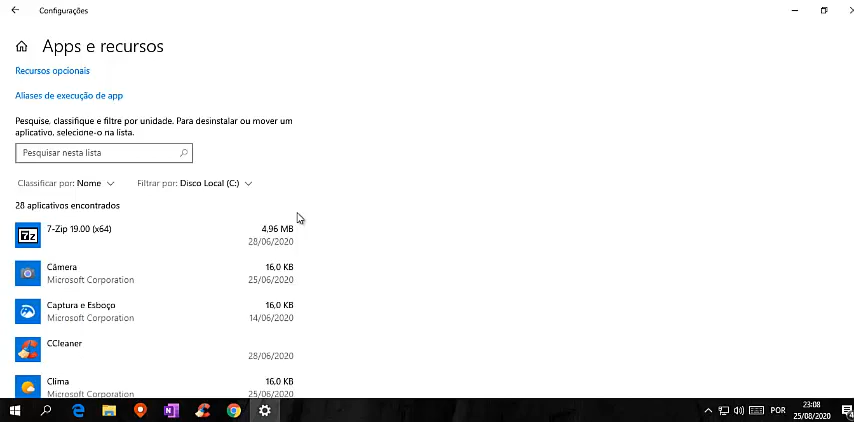 Configurações
Apps e recursos
Recursos opcionais
Aliases de execução de app
Pesquise, classifique e filtre por unidade. Para desinstalar ou mover um
aplicativo, selecione-o na lista.
Pesquisar nesta lista
Classificar por: Nome Filtrar por: Disco Local (C:)
28 aplicativos encontrados
7-Zip 19.00 (x64) 4,96 MB
28/06/2020
Câmera 16,0 KB
Microsoft Corporation 25/06/2020
Captura e Esboço 16,0 KB
Microsoft Corporation 14/06/2020
CCleaner
28/06/2020
Clima 16,0 KB
Microsoft Corporation 25/06/2020
POR 23:08
25/08/2020